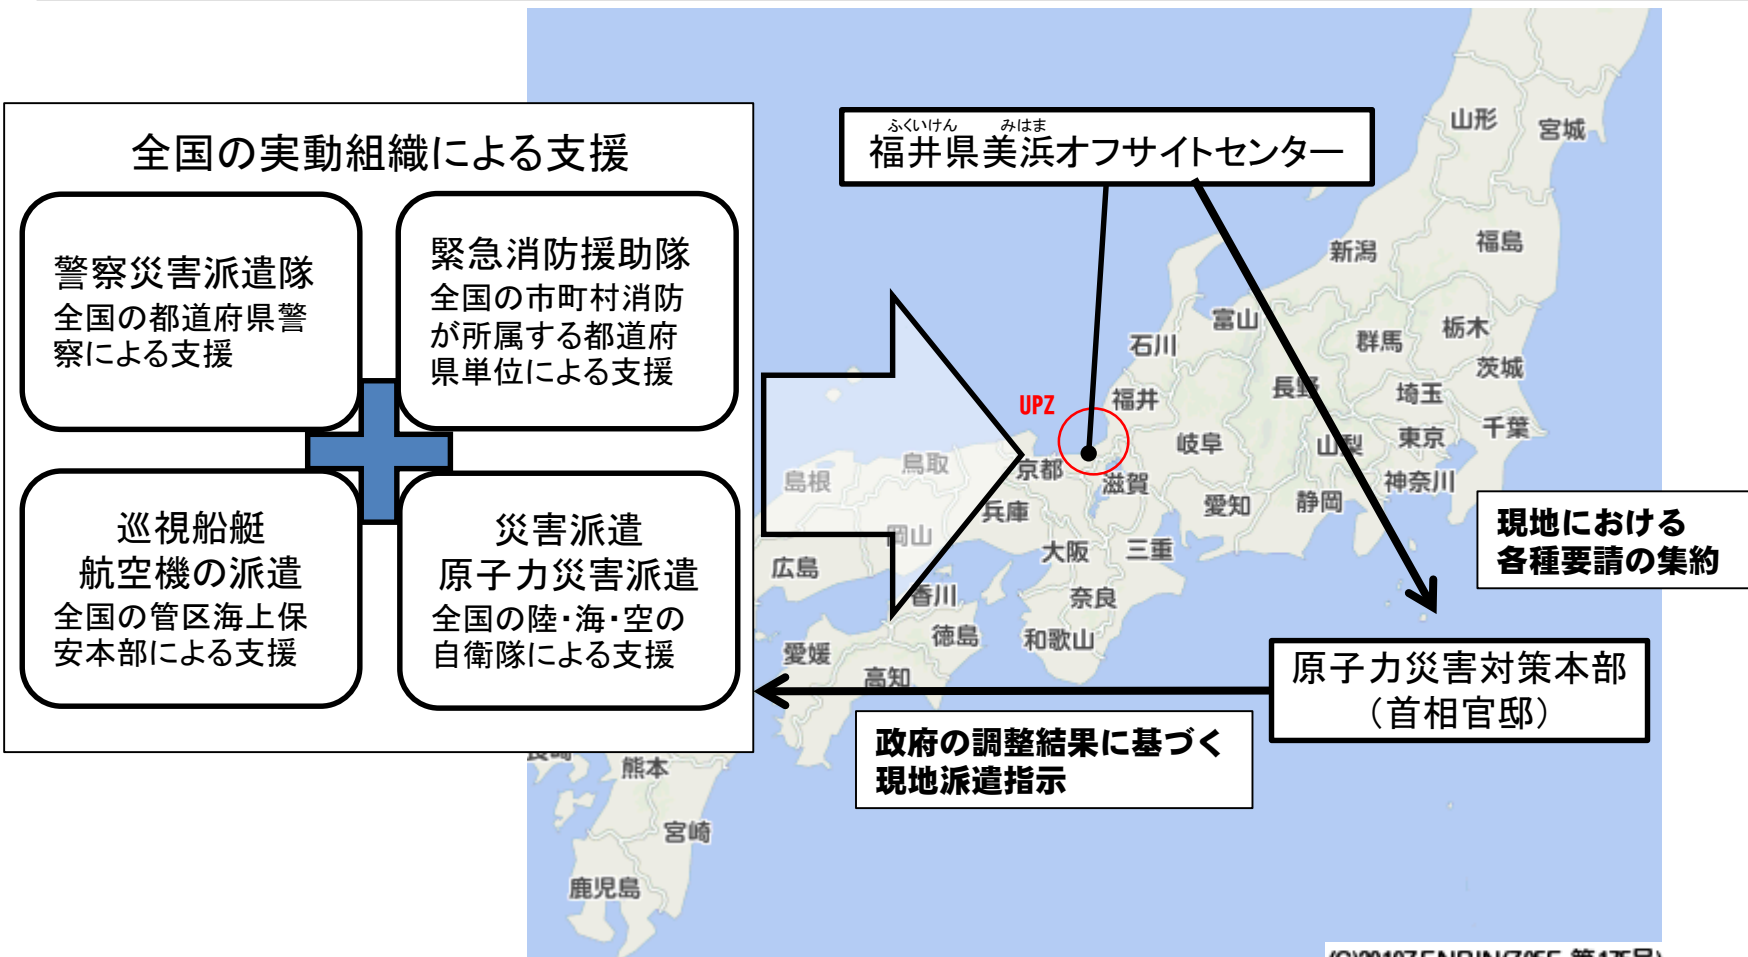 全国の実動組織による支援
警察災害派遣隊
全国の都道府県警
察による支援
緊急消防援助隊
全国の市町村消防
が所属する都道府
県単位による支援
巡視船艇
航空機の派遣
全国の管区海上保
安本部による支援
災害派遣
原子力災害派遣
全国の陸・海・空の
自衛隊による支援
ふくいけん みはま
福井県美浜オフサイトセンター
現地における
各種要請の集約
原子力災害対策本部
（首相官邸）
政府の調整結果に基づく
現地派遣指示
UPZ
山形
宮城
新潟
福島
富山
石川
群馬
栃木
茨城
福井
長野
埼玉
千葉
岐阜
山梨
東京
神奈川
鳥取
島根
京都
滋賀
愛知
静岡
兵庫
岡山
大阪
三重
広島
香川
奈良
徳島
和歌山
愛媛
高知
長崎
熊本
宮崎
鹿児島